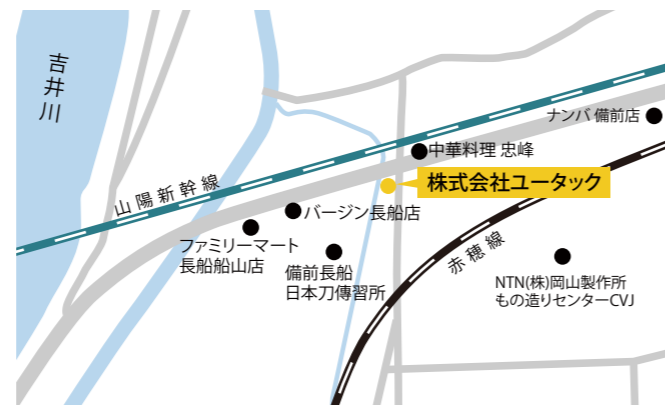 吉井川
ナンバ 備前店
中華料理 忠峰
株式会社ユータック
山陽新幹線
バージン長船店
ファミリーマート
長船船山店
備前長船
日本刀傳習所
赤穂線
NTN(株)岡山製作所
もの造りセンターCVJ